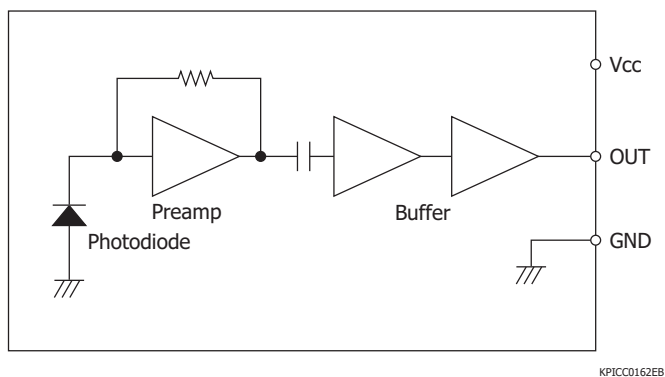 Vcc
OUT
Preamp
Buffer
Photodiode
GND
KPICC0162EB